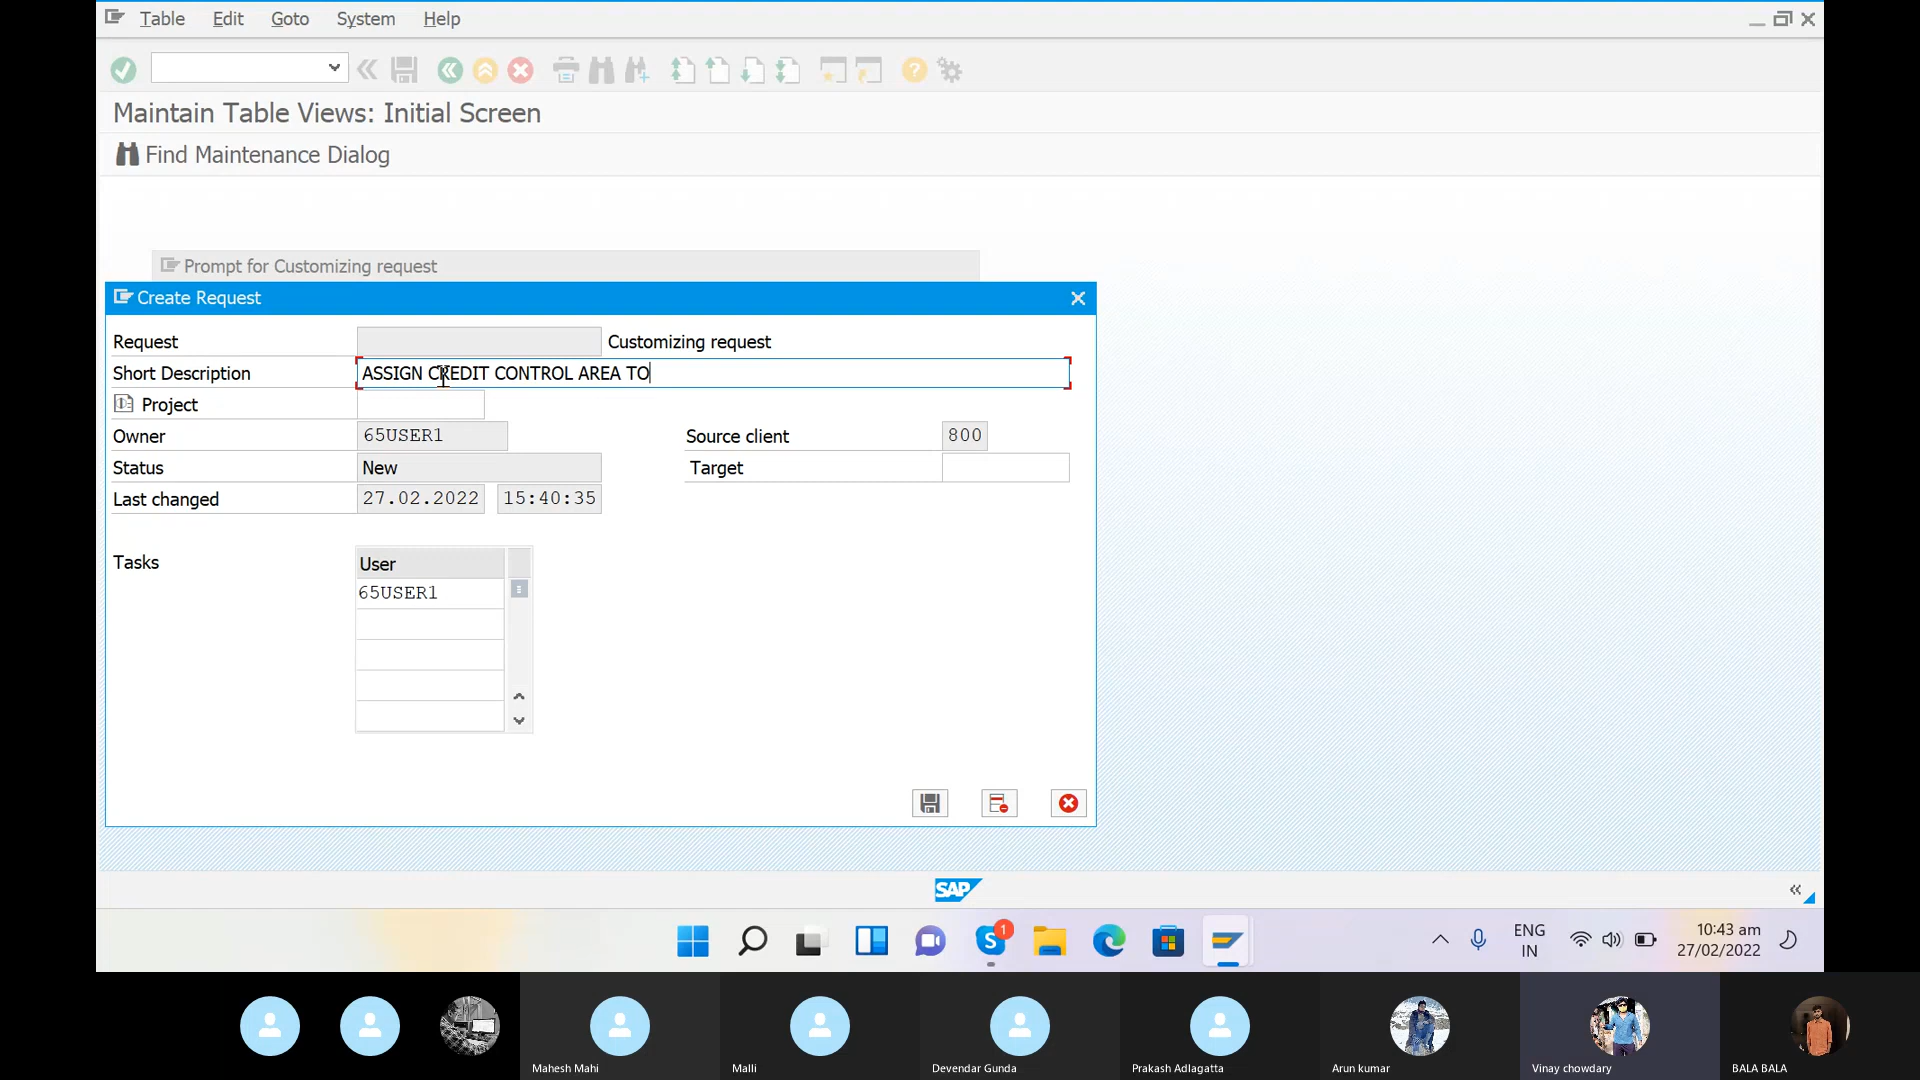 Table Edit Goto System Help
Maintain Table Views: Initial Screen
Find Maintenance Dialog
Prompt for Customizing request
Create Request
Request Customizing request
Short Description ASSIGN CREDIT CONTROL AREA TO
Project
Owner 65USER1 Source client 800
Status New Target
Last changed 27.02.2022 15:40:35
Tasks User
65USER1
SAP
S 1
ENG
IN
10:43 am
27/02/2022
Mahesh Mahi Malli Devendar Gunda Prakash Adlagatta Arun kumar Vinay chowdary BALA BALA